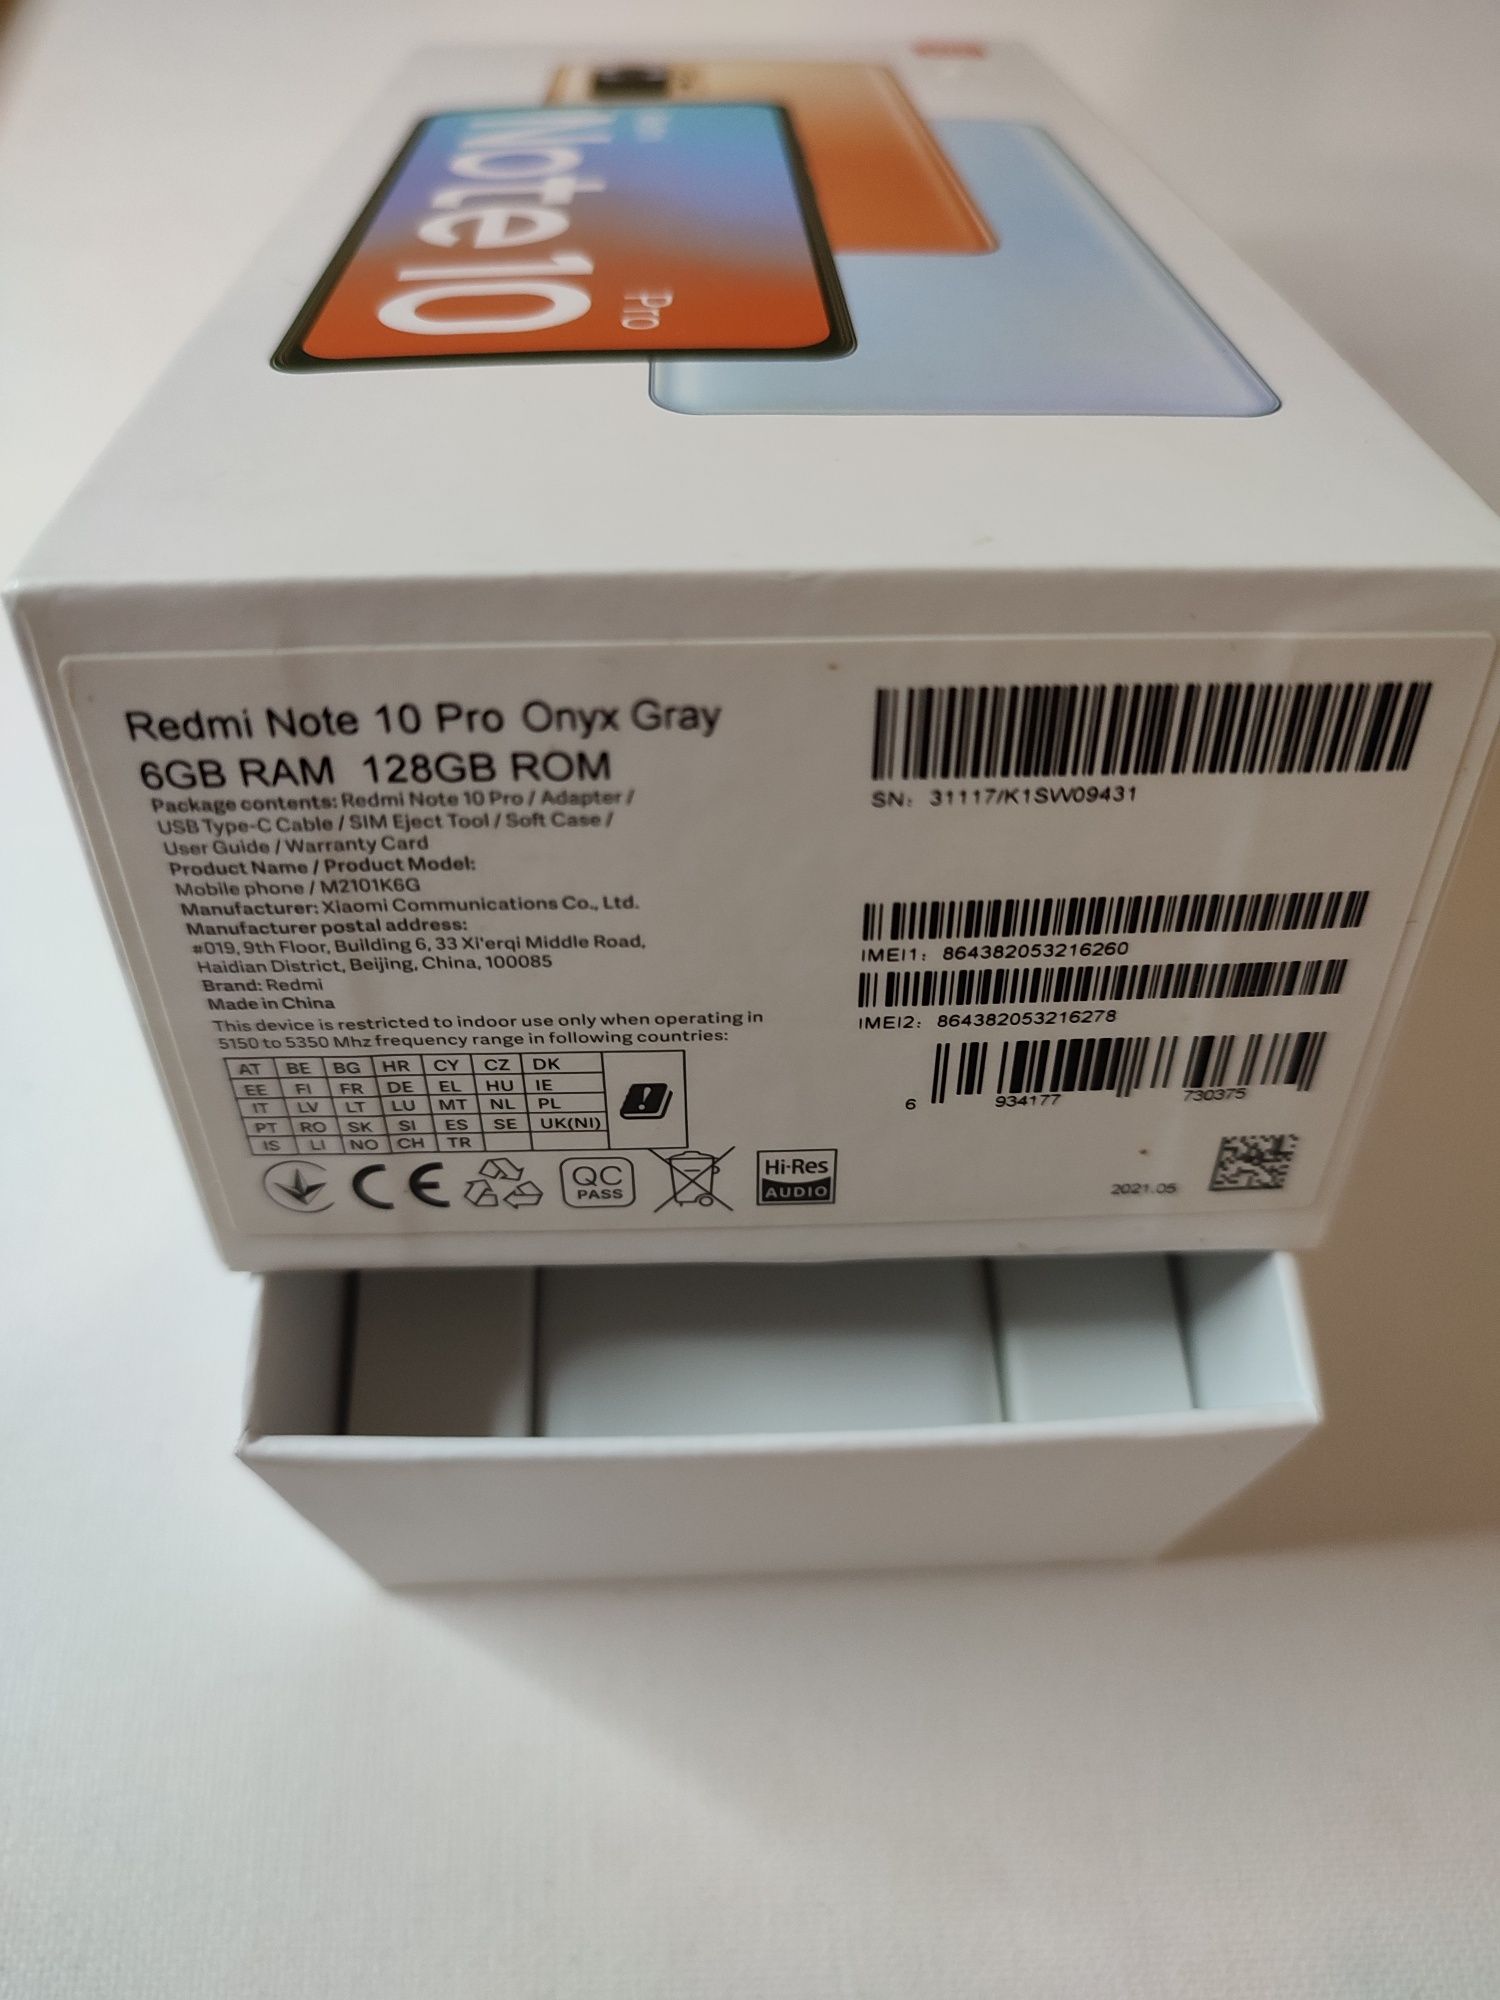 Note 10
Pro
Redmi Note 10 Pro Onyx Gray
6GB RAM 128GB ROM
Package contents: Redmi Note 10 Pro / Adapter /
USB Type-C Cable / SIM Eject Tool / Soft Case /
User Guide / Warranty Card
Product Name / Product Model:
Mobile phone / M2101K6G
Manufacturer: Xiaomi Communications Co., Ltd.
Manufacturer postal address:
#019, 9th Floor, Building 6, 33 Xi'erqi Middle Road,
Haidian District, Beijing, China, 100085
Brand: Redmi
Made in China
This device is restricted to indoor use only when operating in
5150 to 5350 Mhz frequency range in following countries:
AT BE BG HR CY CZ DK
EE FI FR DE EL HU IE
IT LV LT LU MT NL PL
PT RO SK SI ES SE UK(NI)
IS LI NO CH TR
CE
QC
PASS
Hi-Res
AUDIO
SN: 31117/K1SW09431
IMEI1: 864382053216260
IMEI2: 864382053216278
6 934177 730375
2021.05